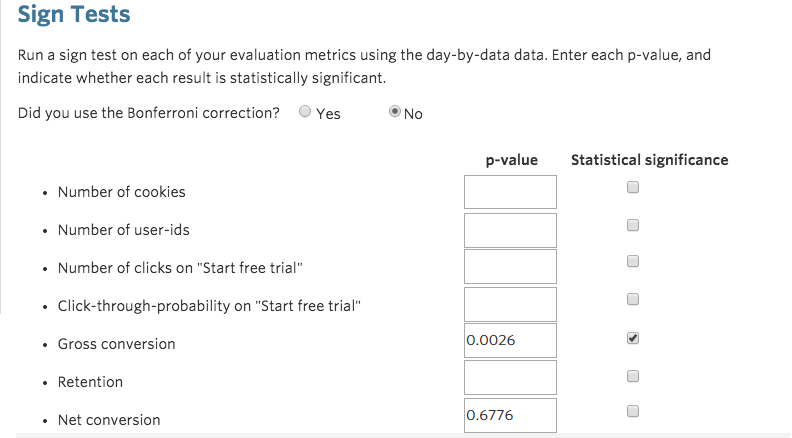 Sign Tests
Run a sign test on each of your evaluation metrics using the day-by-data data. Enter each p-value, and
indicate whether each result is statistically significant.
Did you use the Bonferroni correction? Yes No
p-value Statistical significance
• Number of cookies
• Number of user-ids
• Number of clicks on "Start free trial"
• Click-through-probability on "Start free trial"
• Gross conversion 0.0026
• Retention
• Net conversion 0.6776